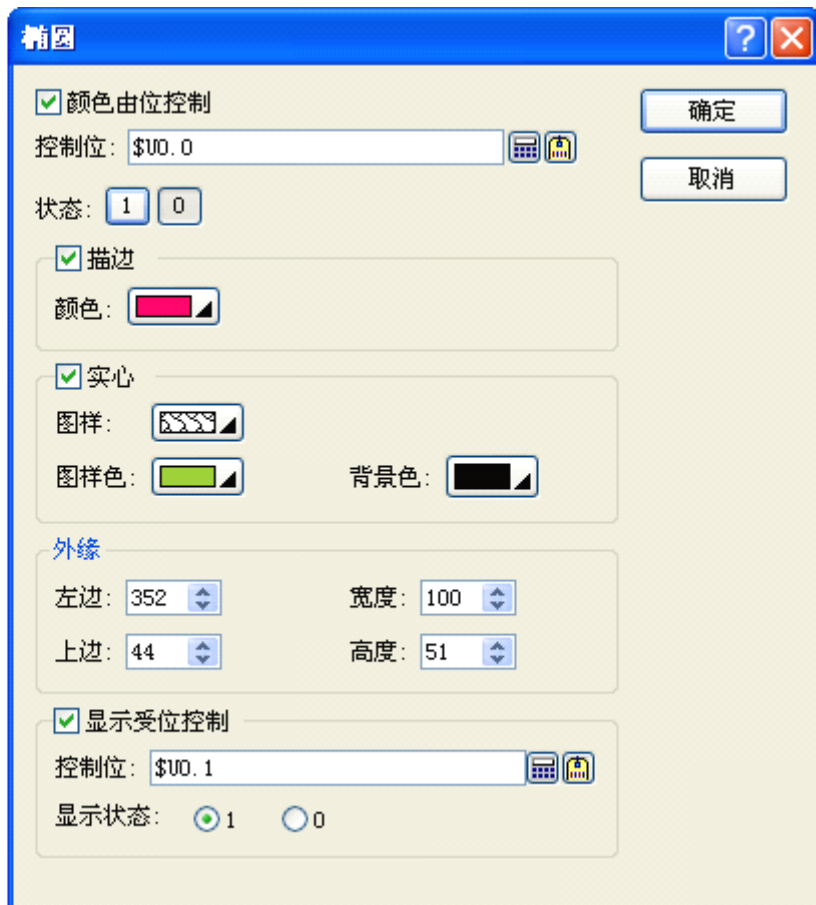 椭圆
颜色由位控制
确定
控制位: $U0.0
取消
状态: 1 0
描边
颜色:
实心
图样:
图样色: 背景色:
外缘
左边: 352 宽度: 100
上边: 44 高度: 51
显示受位控制
控制位: $U0.1
显示状态: 1 0